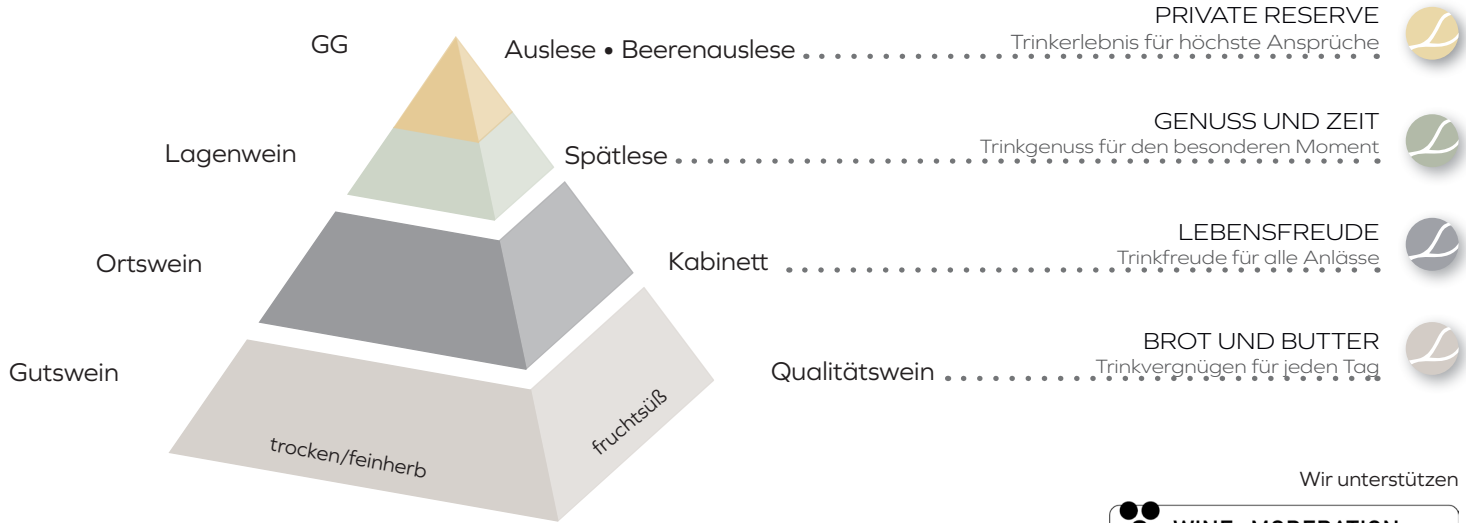 PRIVATE RESERVE
GG
Auslese • Beerenauslese
Trinkerlebnis für höchste Ansprüche
GENUSS UND ZEIT
Lagenwein
Spätlese
Trinkgenuss für den besonderen Moment
LEBENSFREUDE
Ortswein
Kabinett
Trinkfreude für alle Anlässe
BROT UND BUTTER
Gutswein
Qualitätswein
Trinkvergnügen für jeden Tag
trocken/feinherb
fruchtsüß
Wir unterstützen
WINE MODERATION